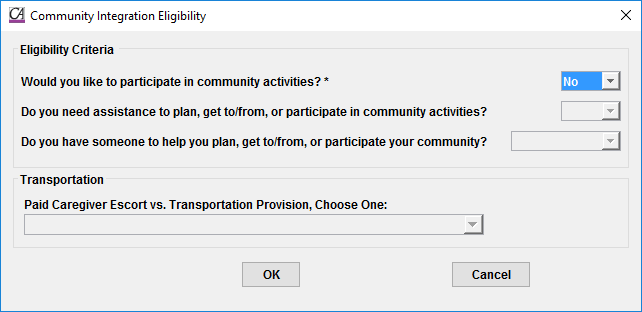 CA Community Integration Eligibility
Eligibility Criteria
Would you like to participate in community activities? * No
Do you need assistance to plan, get to/from, or participate in community activities?
Do you have someone to help you plan, get to/from, or participate your community?
Transportation
Paid Caregiver Escort vs. Transportation Provision, Choose One:
OK Cancel